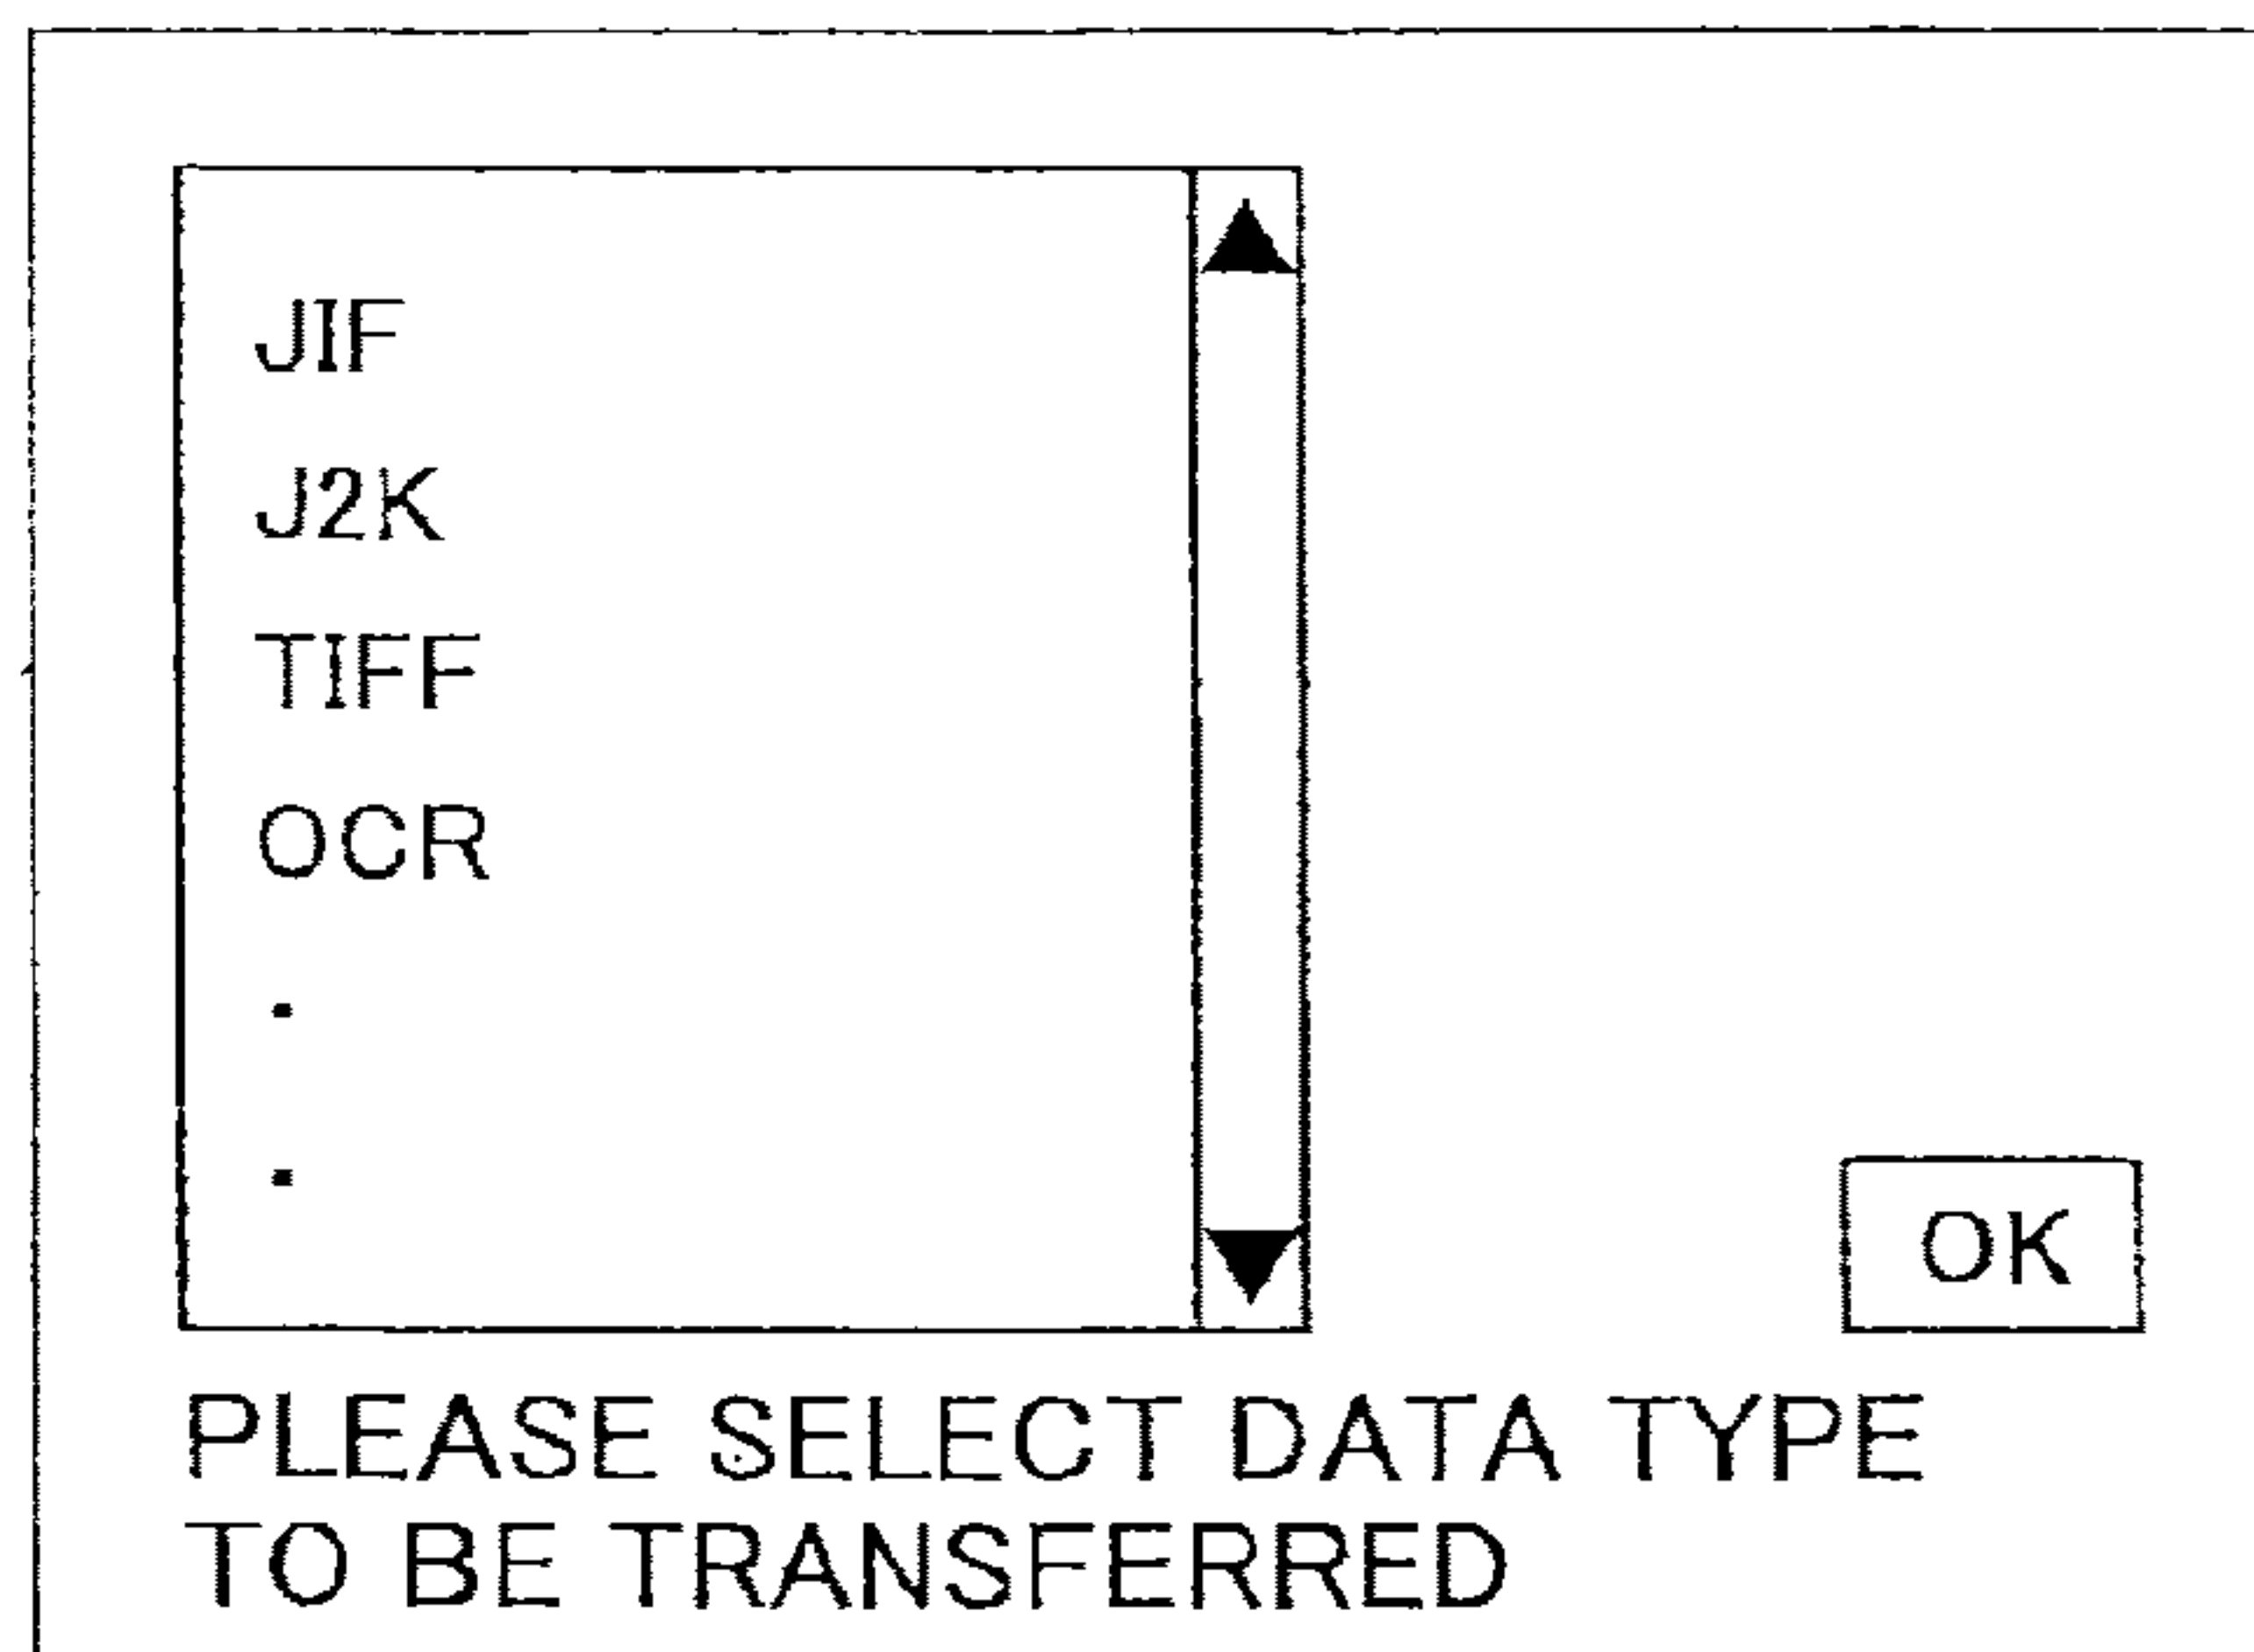 JIF
J2K
TIFF
OCR
OK
PLEASE SELECT DATA TYPE
TO BE TRANSFERRED